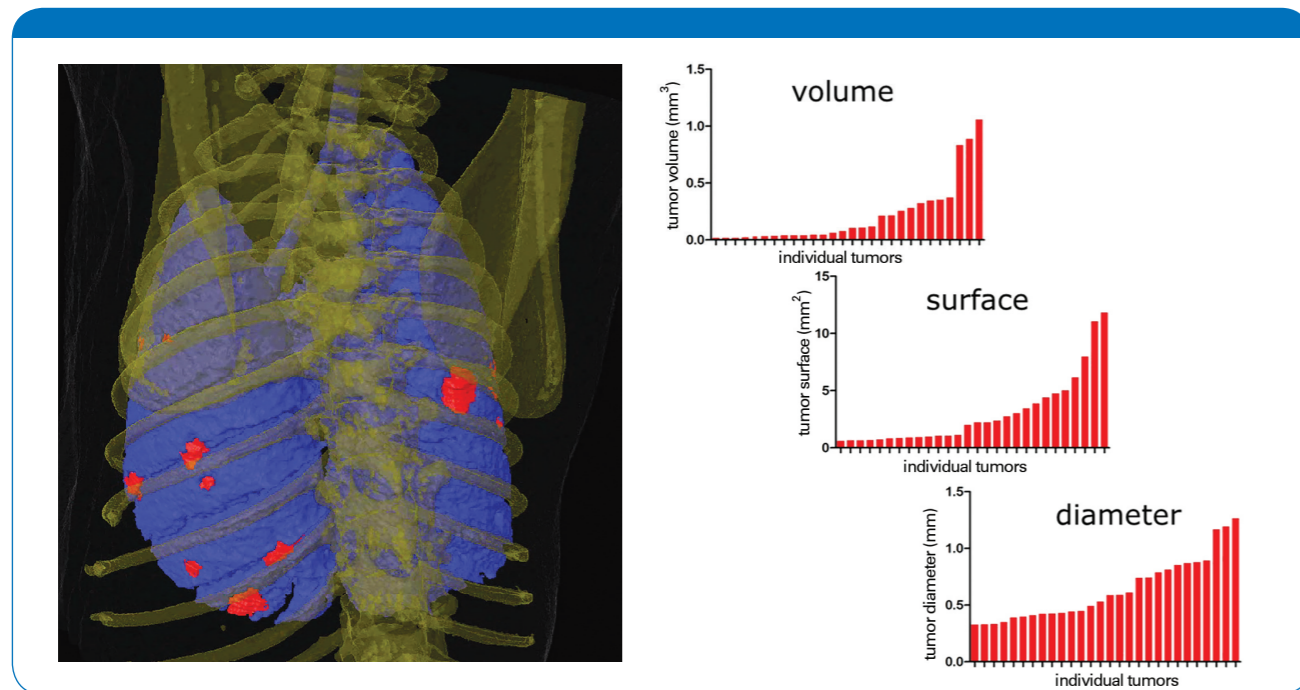 volume
tumor volume (mm³)
1.5
1.0
0.5
0.0
individual tumors
surface
tumor surface (mm²)
15
10
5
0
individual tumors
diameter
tumor diameter (mm)
1.5
1.0
0.5
0.0
individual tumors